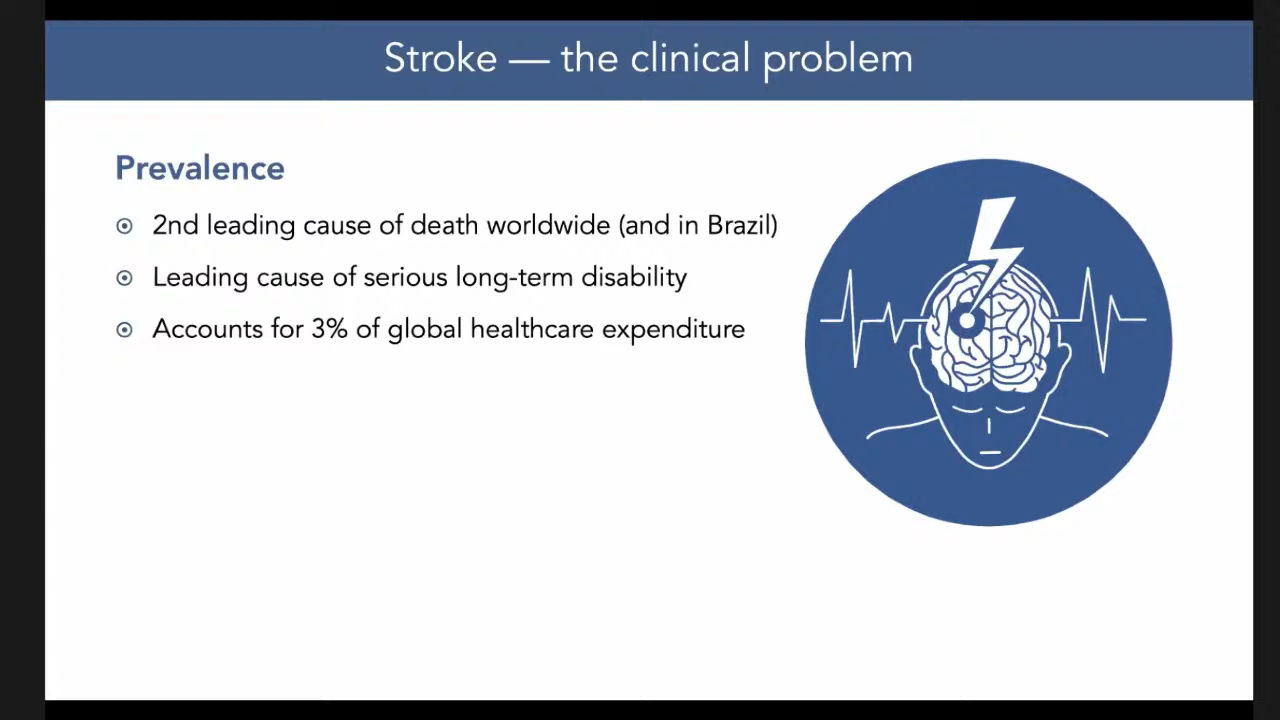 Stroke — the clinical problem
Prevalence
2nd leading cause of death worldwide (and in Brazil)
Leading cause of serious long-term disability
Accounts for 3% of global healthcare expenditure